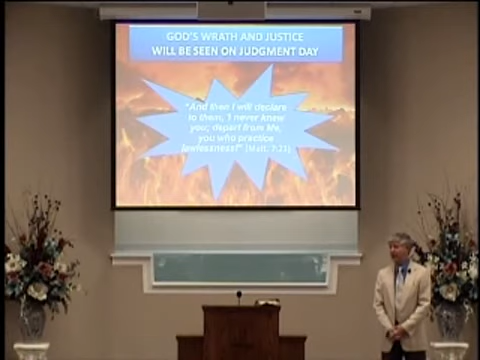 GOD'S WRATH AND JUSTICE
WILL BE SEEN ON JUDGMENT DAY
"And then I will declare
to them, 'I never knew
you; depart from Me,
you who practice
lawlessness!'" (Matt. 7:23)